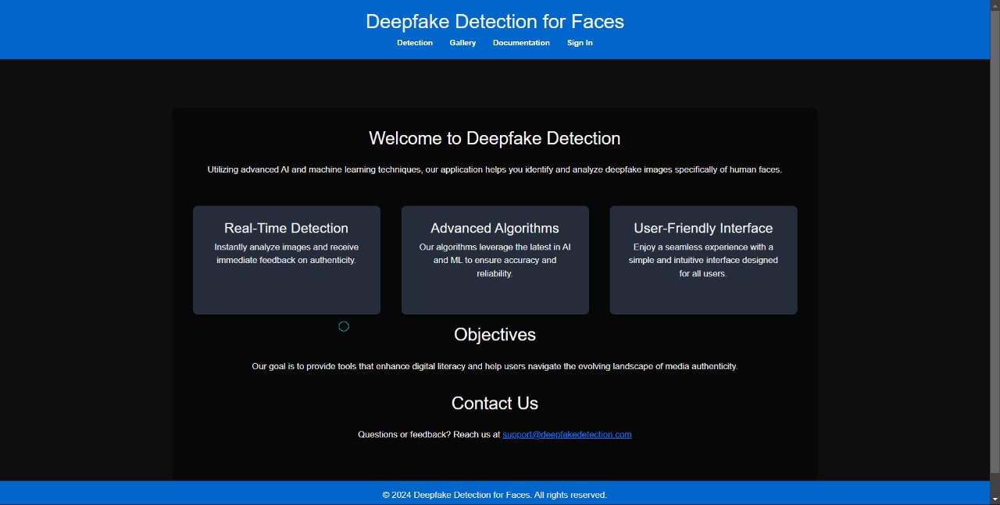 Deepfake Detection for Faces
Detection Gallery Documentation Sign In
Welcome to Deepfake Detection
Utilizing advanced AI and machine learning techniques, our application helps you identify and analyze deepfake images specifically of human faces.
Real-Time Detection
Instantly analyze images and receive
immediate feedback on authenticity.
Advanced Algorithms
Our algorithms leverage the latest in AI
and ML to ensure accuracy and
reliability.
User-Friendly Interface
Enjoy a seamless experience with a
simple and intuitive interface designed
for all users.
Objectives
Our goal is to provide tools that enhance digital literacy and help users navigate the evolving landscape of media authenticity.
Contact Us
Questions or feedback? Reach us at support@deepfakedetection.com
© 2024 Deepfake Detection for Faces. All rights reserved.